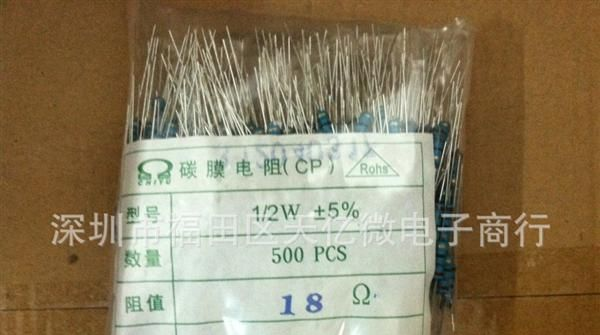 碳膜电阻(CP)
Rohs
型号 1/2W ±5%
深圳市福田区天亿微电子商行
数量 500 PCS
阻值 18 Ω